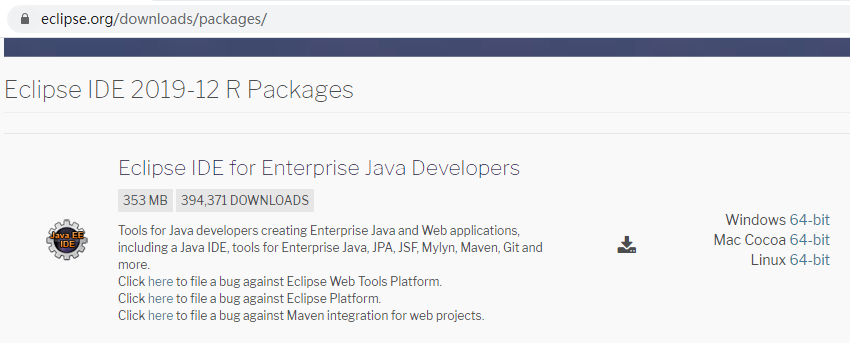 eclipse.org/downloads/packages/
Eclipse IDE 2019-12 R Packages
Eclipse IDE for Enterprise Java Developers
353 MB 394,371 DOWNLOADS
Java EE
IDE
Tools for Java developers creating Enterprise Java and Web applications,
including a Java IDE, tools for Enterprise Java, JPA, JSF, Mylyn, Maven, Git and
more.
Click here to file a bug against Eclipse Web Tools Platform.
Click here to file a bug against Eclipse Platform.
Click here to file a bug against Maven integration for web projects.
Windows 64-bit
Mac Cocoa 64-bit
Linux 64-bit